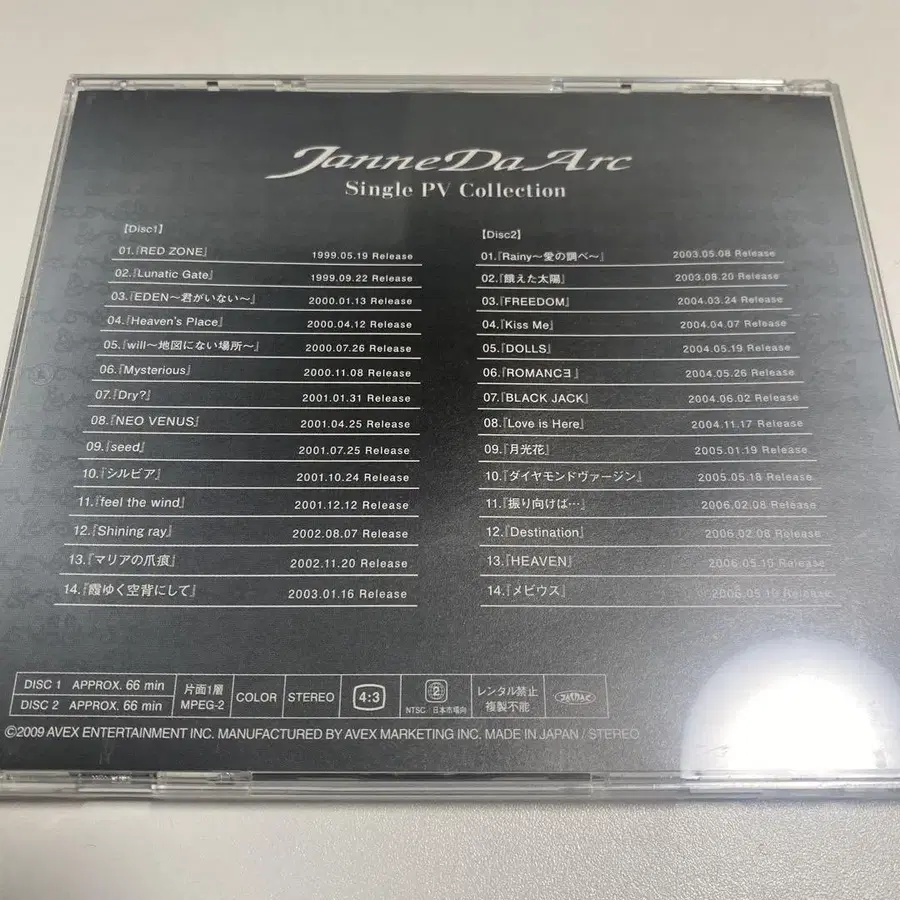 Janne Da Arc
Single PV Collection
【Disc1】
01.『RED ZONE』 1999.05.19 Release
02.『Lunatic Gate』 1999.09.22 Release
03.『EDEN～君がいない～』 2000.01.13 Release
04.『Heaven's Place』 2000.04.12 Release
05.『will～地図にない場所～』 2000.07.26 Release
06.『Mysterious』 2000.11.08 Release
07.『Dry?』 2001.01.31 Release
08.『NEO VENUS』 2001.04.25 Release
09.『seed』 2001.07.25 Release
10.『シルビア』 2001.10.24 Release
11.『feel the wind』 2001.12.12 Release
12.『Shining ray』 2002.08.07 Release
13.『マリアの爪痕』 2002.11.20 Release
14.『霞ゆく空背にして』 2003.01.16 Release
【Disc2】
01.『Rainy～愛の調べ～』 2003.05.08 Release
02.『餓えた太陽』 2003.08.20 Release
03.『FREEDOM』 2004.03.24 Release
04.『Kiss Me』 2004.04.07 Release
05.『DOLLS』 2004.05.19 Release
06.『ROMANCƎ』 2004.05.26 Release
07.『BLACK JACK』 2004.06.02 Release
08.『Love is Here』 2004.11.17 Release
09.『月光花』 2005.01.19 Release
10.『ダイヤモンドヴァージン』 2005.05.18 Release
11.『振り向けば…』 2006.02.08 Release
12.『Destination』 2006.02.08 Release
13.『HEAVEN』 2006.05.10 Release
14.『メビウス』 2006.05.10 Release
DISC 1 APPROX. 66 min
DISC 2 APPROX. 66 min
片面1層
MPEG-2
COLOR
STEREO
4:3
2
NTSC 日本市場向
レンタル禁止
複製不能
JASRAC
©2009 AVEX ENTERTAINMENT INC. MANUFACTURED BY AVEX MARKETING INC. MADE IN JAPAN / STEREO